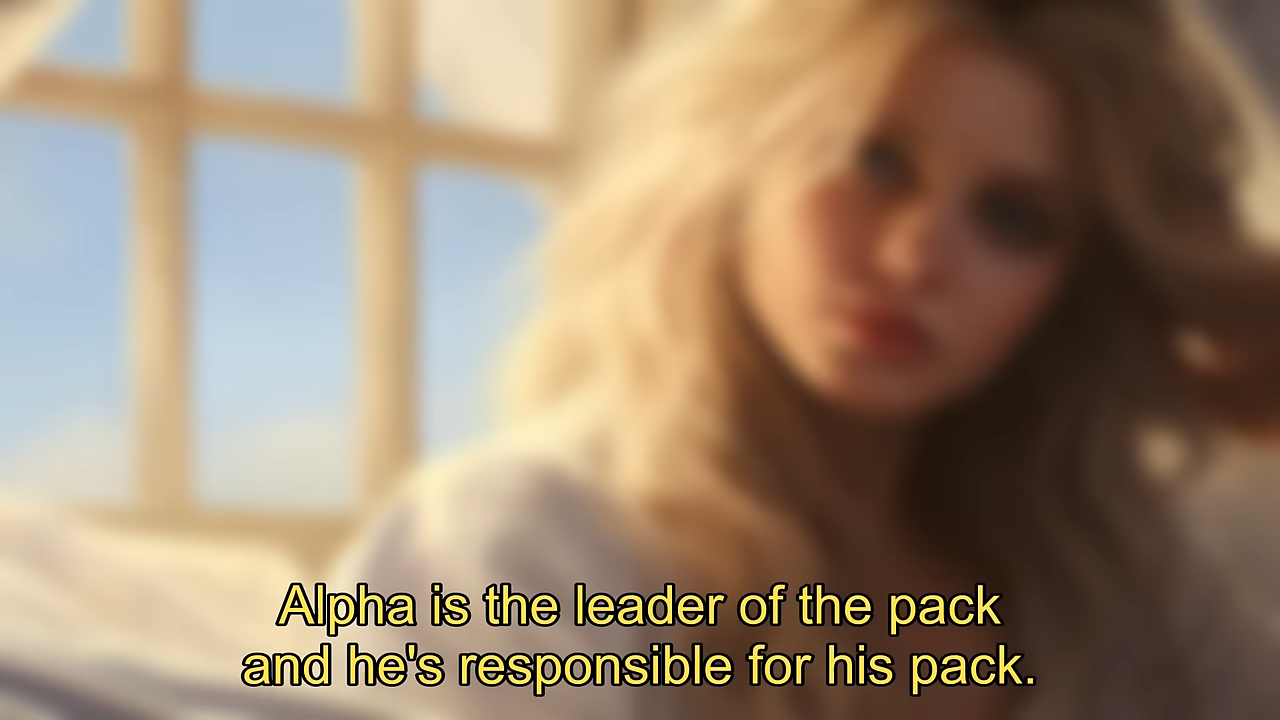 Alpha is the leader of the pack
and he's responsible for his pack.